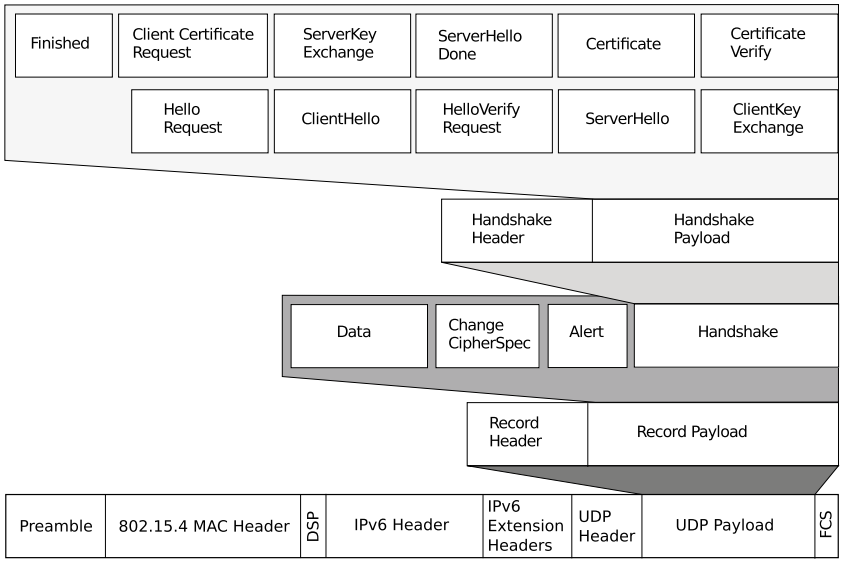 Finished
Client Certificate
Request
ServerKey
Exchange
ServerHello
Done
Certificate
Certificate
Verify
Hello
Request
ClientHello
HelloVerify
Request
ServerHello
ClientKey
Exchange
Handshake
Header
Handshake
Payload
Data
Change
CipherSpec
Alert
Handshake
Record
Header
Record Payload
Preamble
802.15.4 MAC Header
DSP
IPv6 Header
IPv6
Extension
Headers
UDP
Header
UDP Payload
FCS